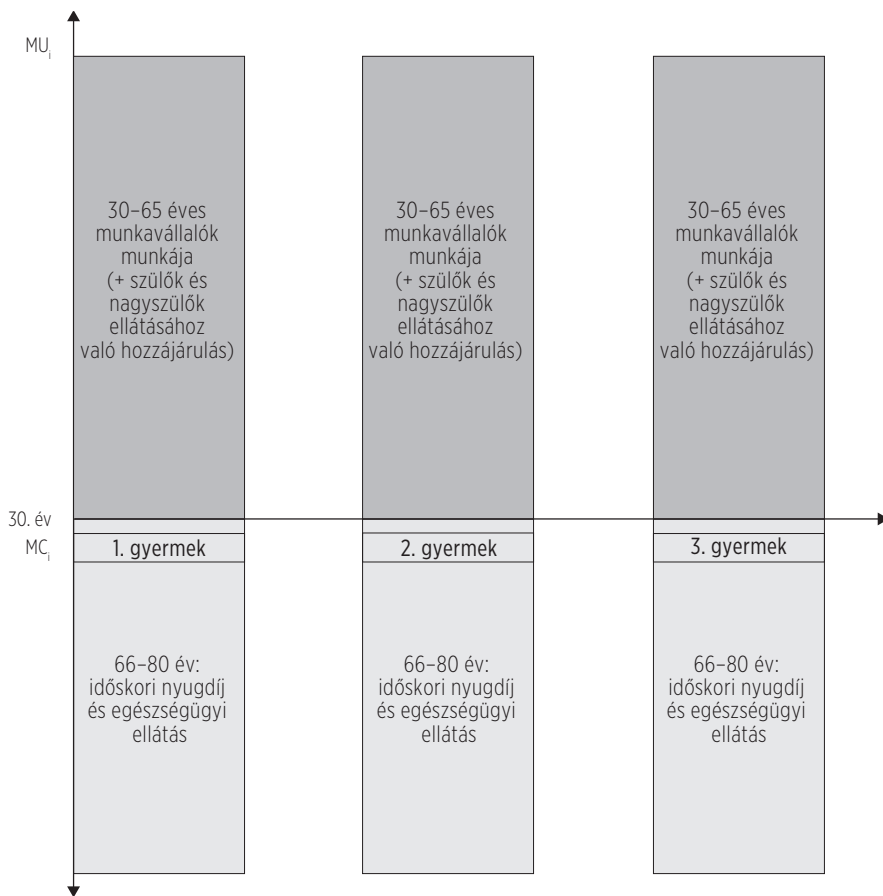 MUi
30–65 éves
munkavállalók
munkája
(+ szülők és
nagyszülők
ellátásához
való hozzájárulás)
30–65 éves
munkavállalók
munkája
(+ szülők és
nagyszülők
ellátásához
való hozzájárulás)
30–65 éves
munkavállalók
munkája
(+ szülők és
nagyszülők
ellátásához
való hozzájárulás)
30. év
MCi
1. gyermek
2. gyermek
3. gyermek
66–80 év:
időskori nyugdíj
és egészségügyi
ellátás
66–80 év:
időskori nyugdíj
és egészségügyi
ellátás
66–80 év:
időskori nyugdíj
és egészségügyi
ellátás